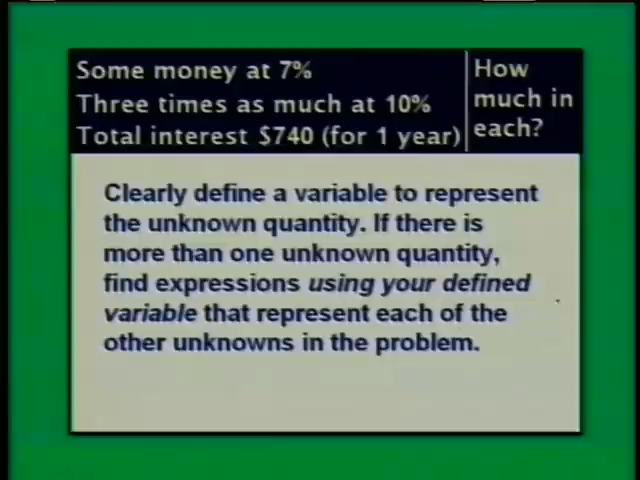 Some money at 7%
Three times as much at 10%
Total interest $740 (for 1 year)
How
much in
each?
Clearly define a variable to represent
the unknown quantity. If there is
more than one unknown quantity,
find expressions using your defined
variable that represent each of the
other unknowns in the problem.